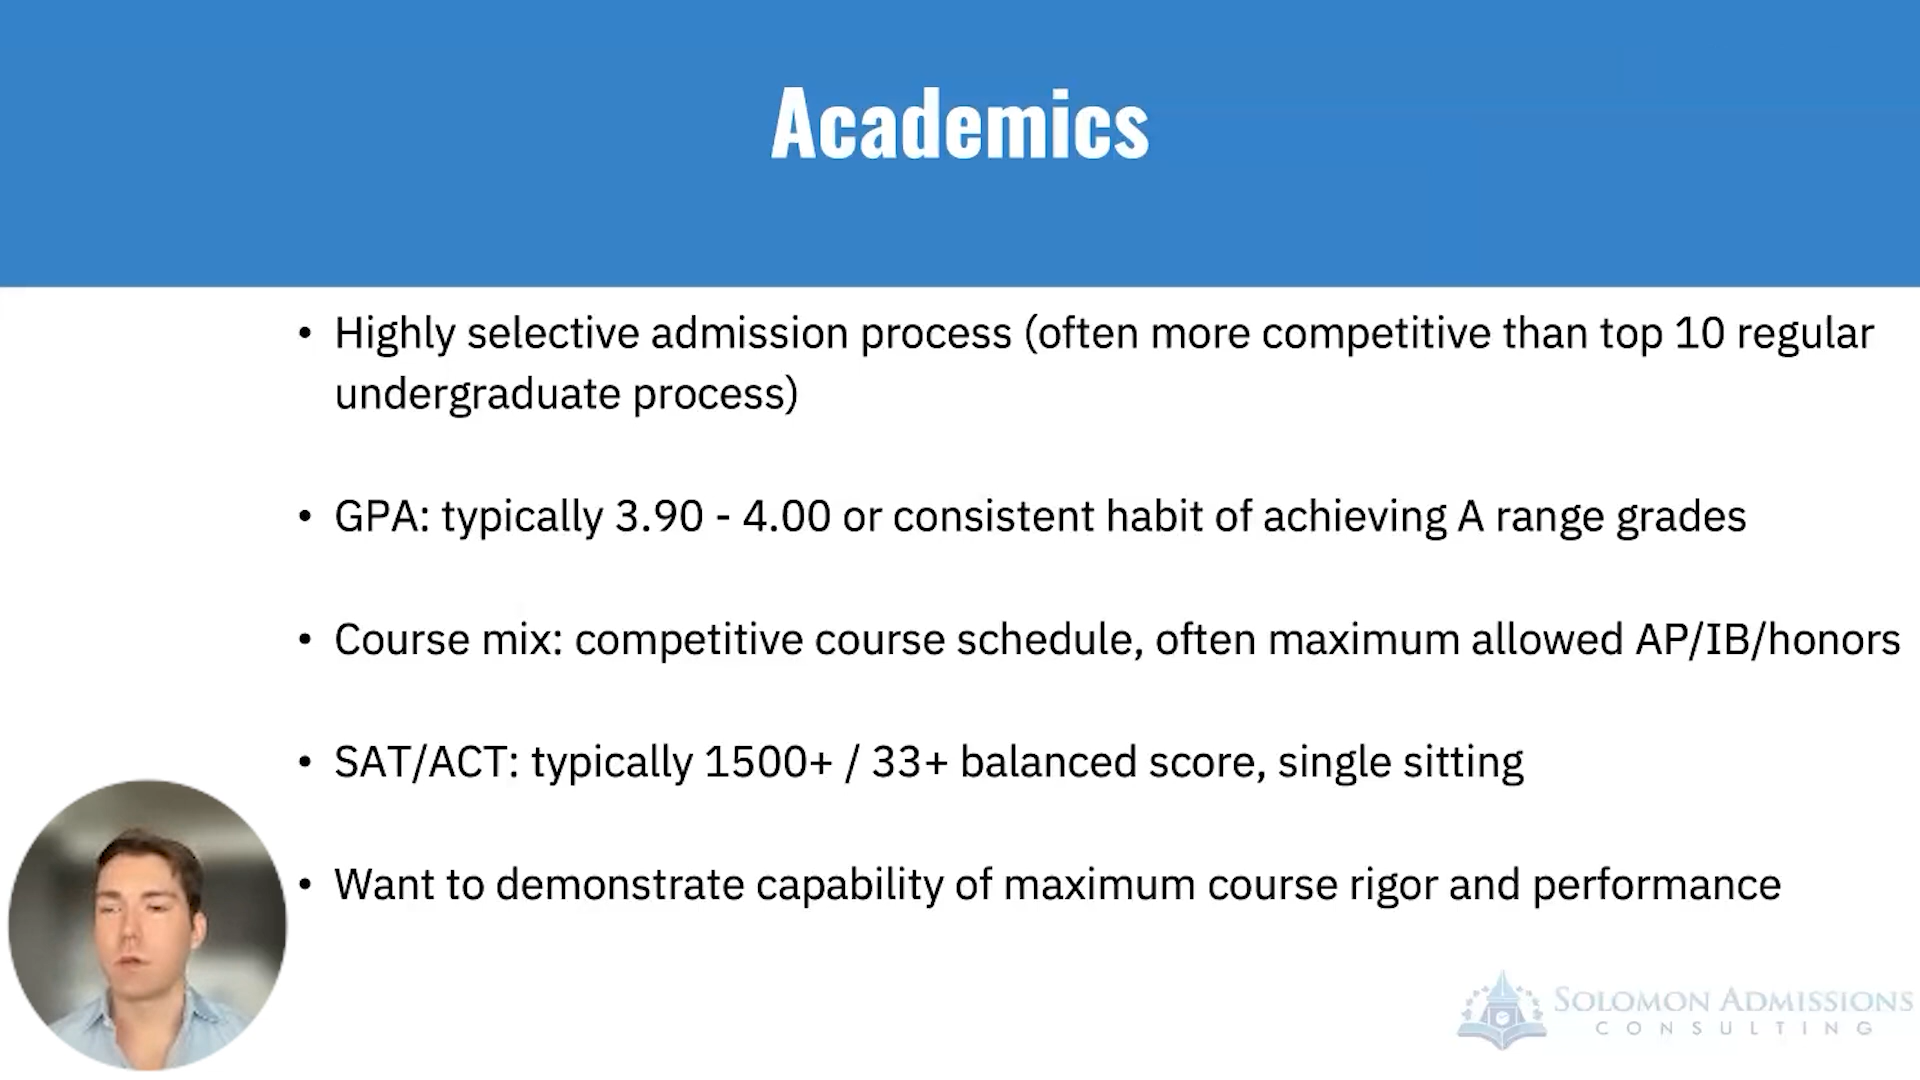 Academics
• Highly selective admission process (often more competitive than top 10 regular
undergraduate process)
• GPA: typically 3.90 - 4.00 or consistent habit of achieving A range grades
• Course mix: competitive course schedule, often maximum allowed AP/IB/honors
• SAT/ACT: typically 1500+ / 33+ balanced score, single sitting
• Want to demonstrate capability of maximum course rigor and performance
SOLOMON ADMISSIONS
CONSULTING